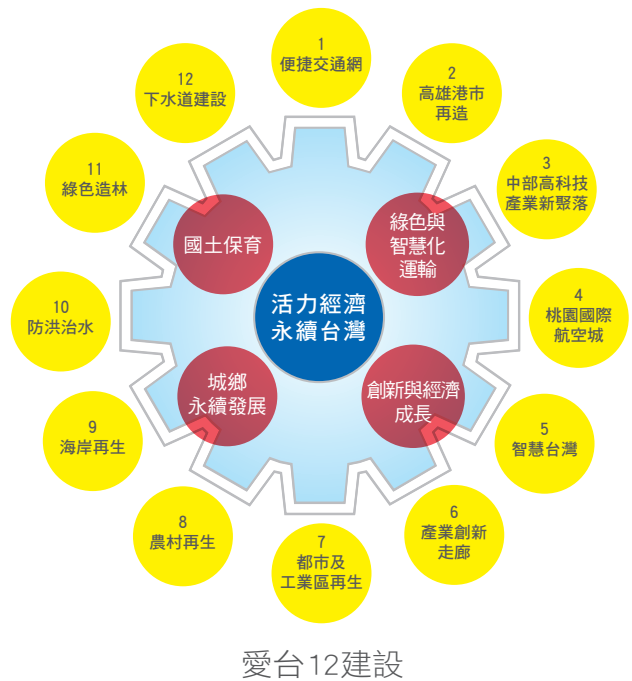 1
便捷交通網
2
高雄港市
再造
3
中部高科技
產業新聚落
4
桃園國際
航空城
5
智慧台灣
6
產業創新
走廊
7
都市及
工業區再生
8
農村再生
9
海岸再生
10
防洪治水
11
綠色造林
12
下水道建設
國土保育
綠色與
智慧化
運輸
活力經濟
永續台灣
城鄉
永續發展
創新與經濟
成長
愛台12建設